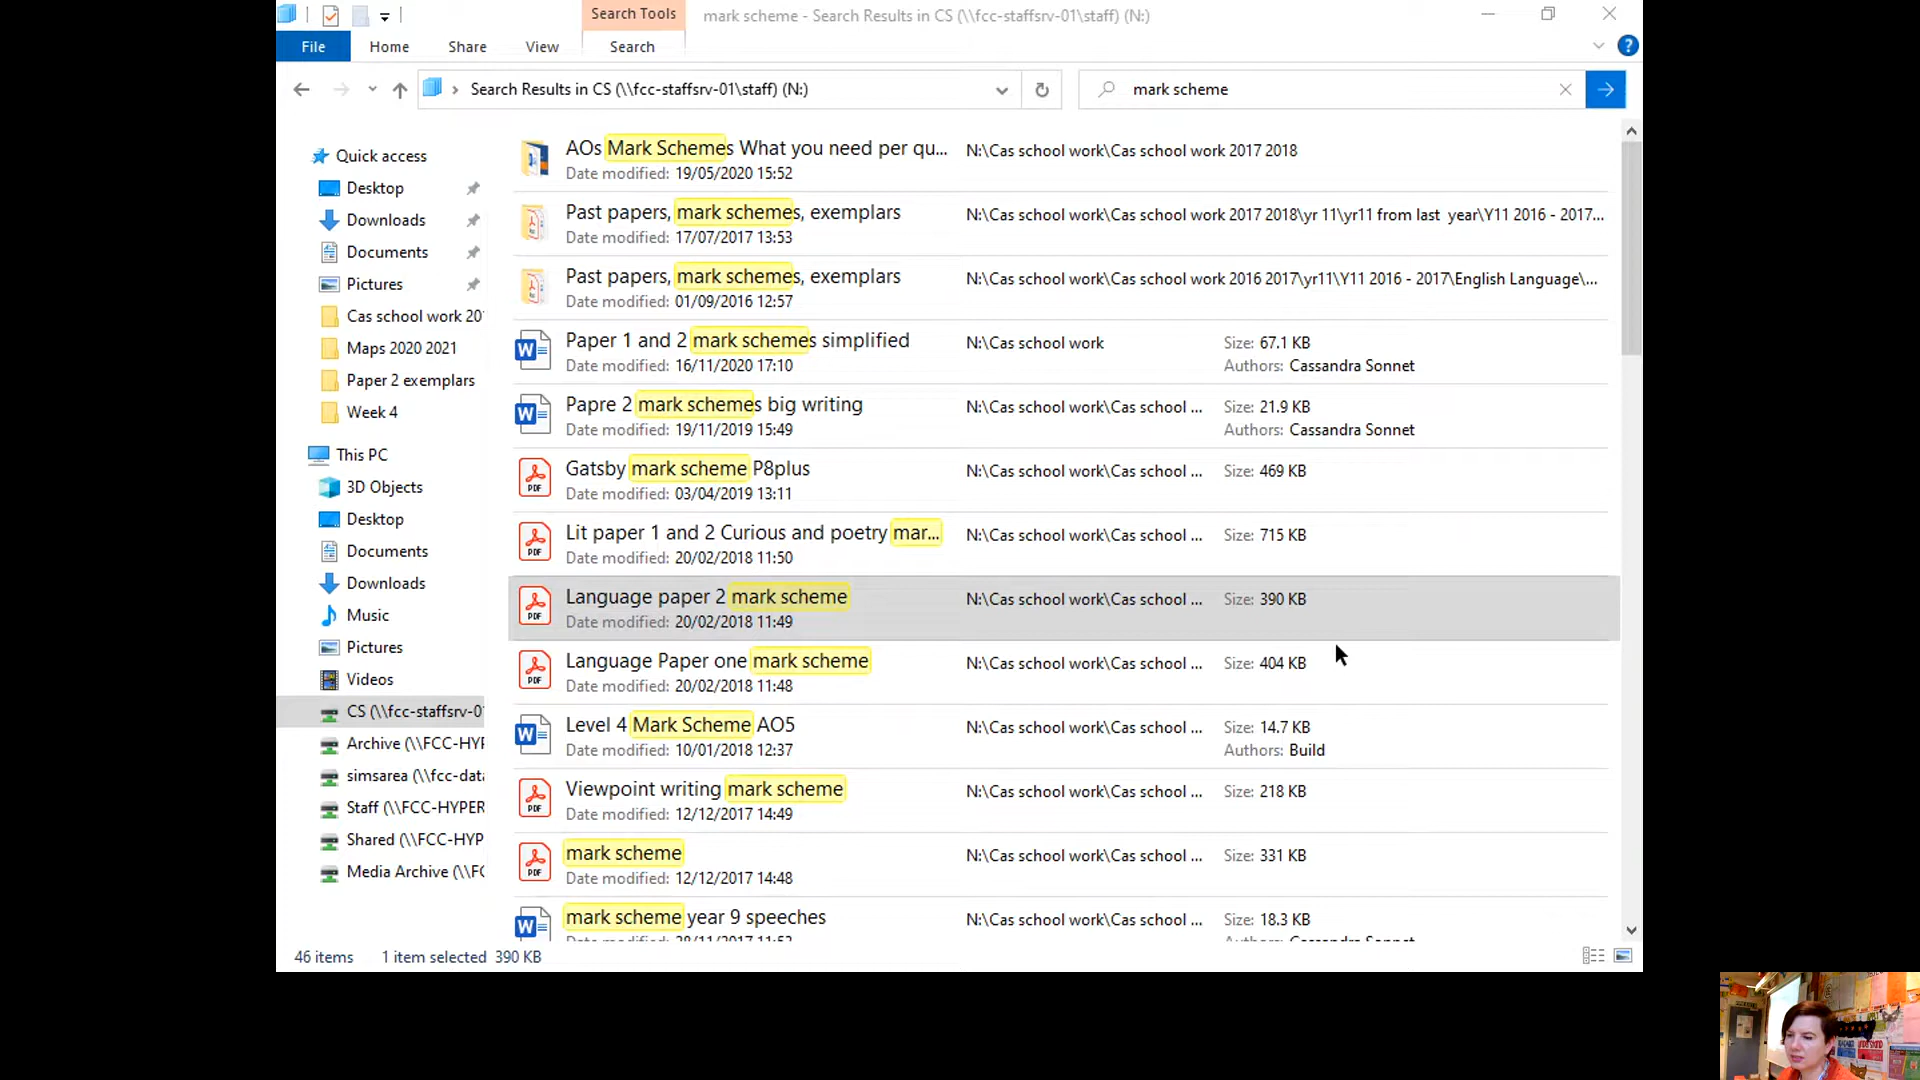 Search Tools
mark scheme - Search Results in CS (\\fcc-staffsrv-01\staff) (N:)
File
Home
Share
View
Search
Search Results in CS (\\fcc-staffsrv-01\staff) (N:)
mark scheme
Quick access
Desktop
Downloads
Documents
Pictures
Cas school work 20
Maps 2020 2021
Paper 2 exemplars
Week 4
This PC
3D Objects
Desktop
Documents
Downloads
Music
Pictures
Videos
CS (\\fcc-staffsrv-0
Archive (\\FCC-HYP
simsarea (\\fcc-data
Staff (\\FCC-HYPER
Shared (\\FCC-HYP
Media Archive (\\FC
AOs Mark Schemes What you need per qu... N:\Cas school work\Cas school work 2017 2018
Date modified: 19/05/2020 15:52
Past papers, mark schemes, exemplars N:\Cas school work\Cas school work 2017 2018\yr 11\yr11 from last year\Y11 2016 - 2017...
Date modified: 17/07/2017 13:53
Past papers, mark schemes, exemplars N:\Cas school work\Cas school work 2016 2017\yr11\Y11 2016 - 2017\English Language\...
Date modified: 01/09/2016 12:57
Paper 1 and 2 mark schemes simplified N:\Cas school work Size: 67.1 KB
Date modified: 16/11/2020 17:10 Authors: Cassandra Sonnet
Papre 2 mark schemes big writing N:\Cas school work\Cas school ... Size: 21.9 KB
Date modified: 19/11/2019 15:49 Authors: Cassandra Sonnet
Gatsby mark scheme P8plus N:\Cas school work\Cas school ... Size: 469 KB
Date modified: 03/04/2019 13:11
Lit paper 1 and 2 Curious and poetry mar... N:\Cas school work\Cas school ... Size: 715 KB
Date modified: 20/02/2018 11:50
Language paper 2 mark scheme N:\Cas school work\Cas school ... Size: 390 KB
Date modified: 20/02/2018 11:49
Language Paper one mark scheme N:\Cas school work\Cas school ... Size: 404 KB
Date modified: 20/02/2018 11:48
Level 4 Mark Scheme AO5 N:\Cas school work\Cas school ... Size: 14.7 KB
Date modified: 10/01/2018 12:37 Authors: Build
Viewpoint writing mark scheme N:\Cas school work\Cas school ... Size: 218 KB
Date modified: 12/12/2017 14:49
mark scheme N:\Cas school work\Cas school ... Size: 331 KB
Date modified: 12/12/2017 14:48
mark scheme year 9 speeches N:\Cas school work\Cas school ... Size: 18.3 KB
46 items 1 item selected 390 KB